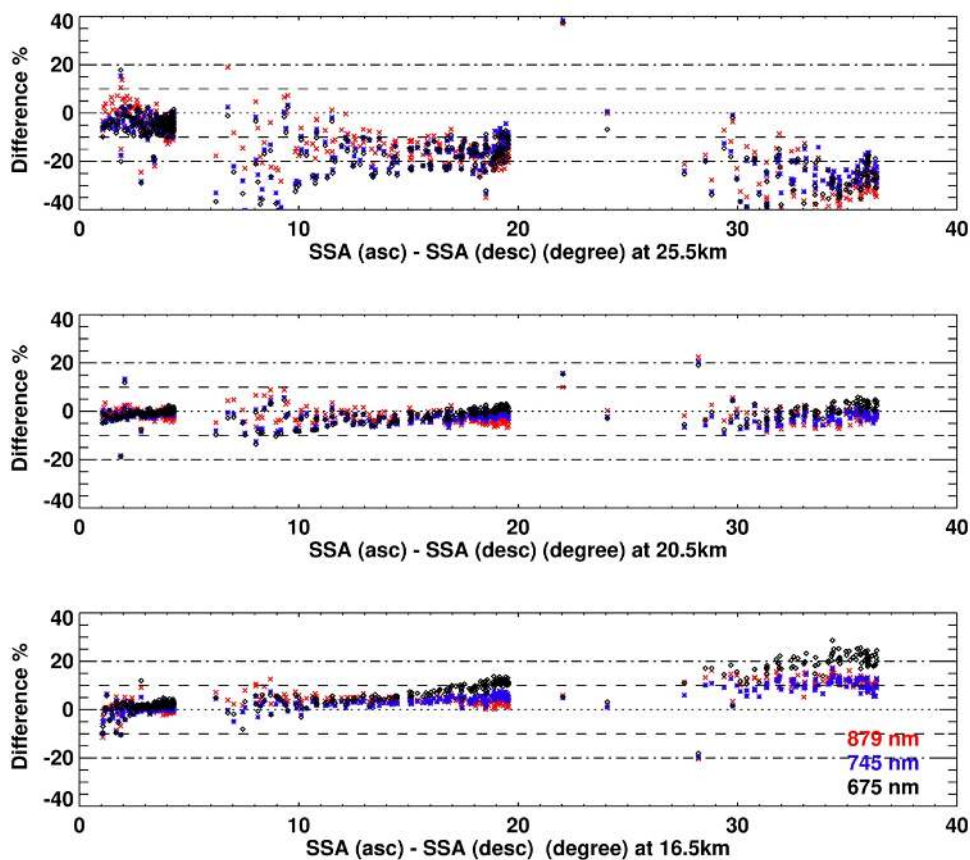 40
20
0
-20
-40
Difference %
0 10 20 30 40
SSA (asc) - SSA (desc) (degree) at 25.5km
40
20
0
-20
-40
Difference %
0 10 20 30 40
SSA (asc) - SSA (desc) (degree) at 20.5km
40
20
0
-20
-40
Difference %
879 nm
745 nm
675 nm
0 10 20 30 40
SSA (asc) - SSA (desc) (degree) at 16.5km